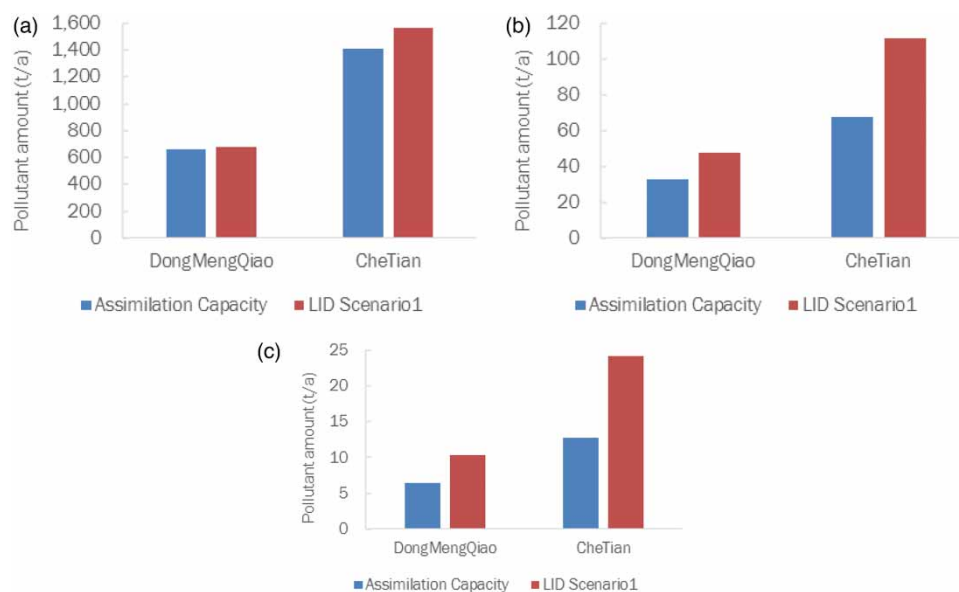 (a)
Pollutant amount (t/a)
1,600
1,400
1,200
1,000
800
600
400
200
0
DongMengQiao CheTian
Assimilation Capacity LID Scenario1
(b)
Pollutant amount (t/a)
120
100
80
60
40
20
0
DongMengQiao CheTian
Assimilation Capacity LID Scenario1
(c)
Pollutant amount (t/a)
25
20
15
10
5
0
DongMengQiao CheTian
Assimilation Capacity LID Scenario1